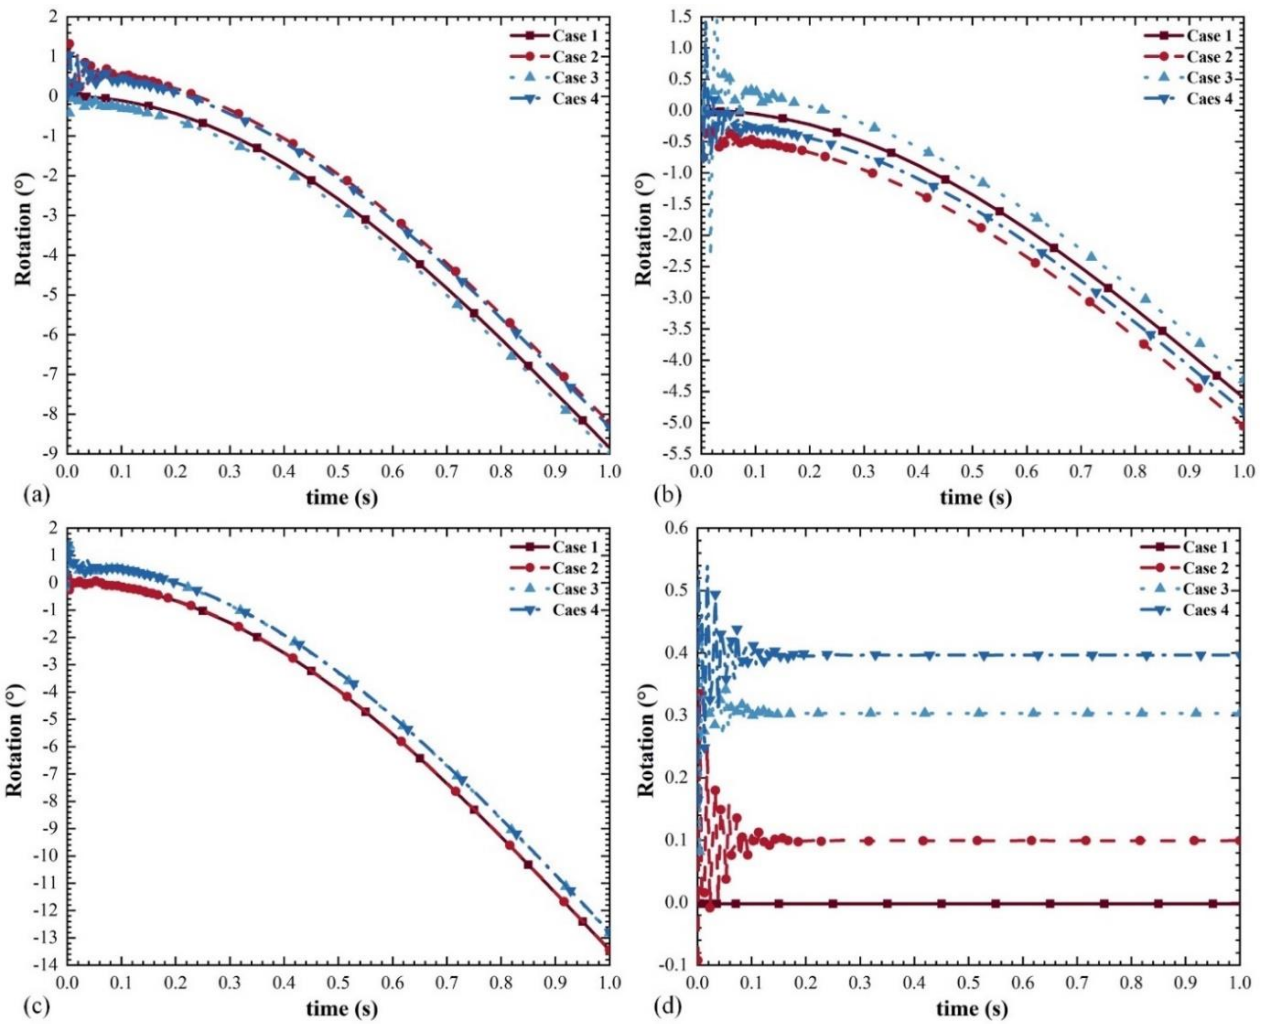 2
1
0
-1
-2
-3
-4
-5
-6
-7
-8
-9
Rotation (°)
Case 1
Case 2
Case 3
Caes 4
0.0 0.1 0.2 0.3 0.4 0.5 0.6 0.7 0.8 0.9 1.0
(a) time (s)
1.5
1.0
0.5
0.0
-0.5
-1.0
-1.5
-2.0
-2.5
-3.0
-3.5
-4.0
-4.5
-5.0
-5.5
Rotation (°)
Case 1
Case 2
Case 3
Caes 4
0.0 0.1 0.2 0.3 0.4 0.5 0.6 0.7 0.8 0.9 1.0
(b) time (s)
2
1
0
-1
-2
-3
-4
-5
-6
-7
-8
-9
-10
-11
-12
-13
-14
Rotation (°)
Case 1
Case 2
Case 3
Caes 4
0.0 0.1 0.2 0.3 0.4 0.5 0.6 0.7 0.8 0.9 1.0
(c) time (s)
0.6
0.5
0.4
0.3
0.2
0.1
0.0
-0.1
Rotation (°)
Case 1
Case 2
Case 3
Caes 4
0.0 0.1 0.2 0.3 0.4 0.5 0.6 0.7 0.8 0.9 1.0
(d) time (s)